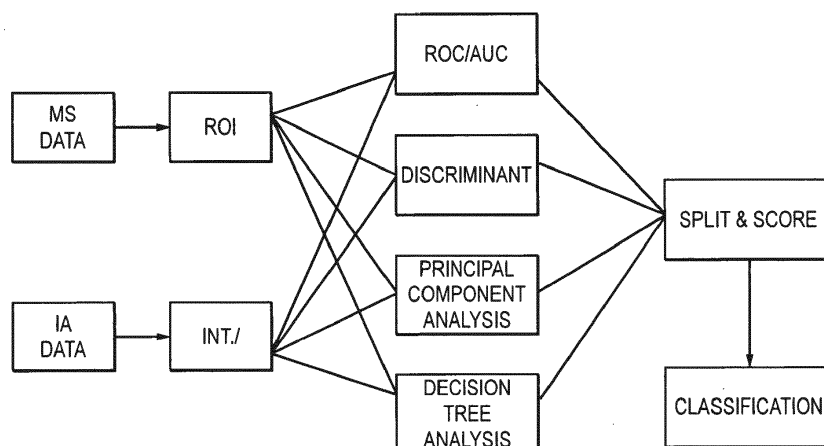 MS
DATA
ROI
IA
DATA
INT./
ROC/AUC
DISCRIMINANT
PRINCIPAL
COMPONENT
ANALYSIS
DECISION
TREE
ANALYSIS
SPLIT & SCORE
CLASSIFICATION